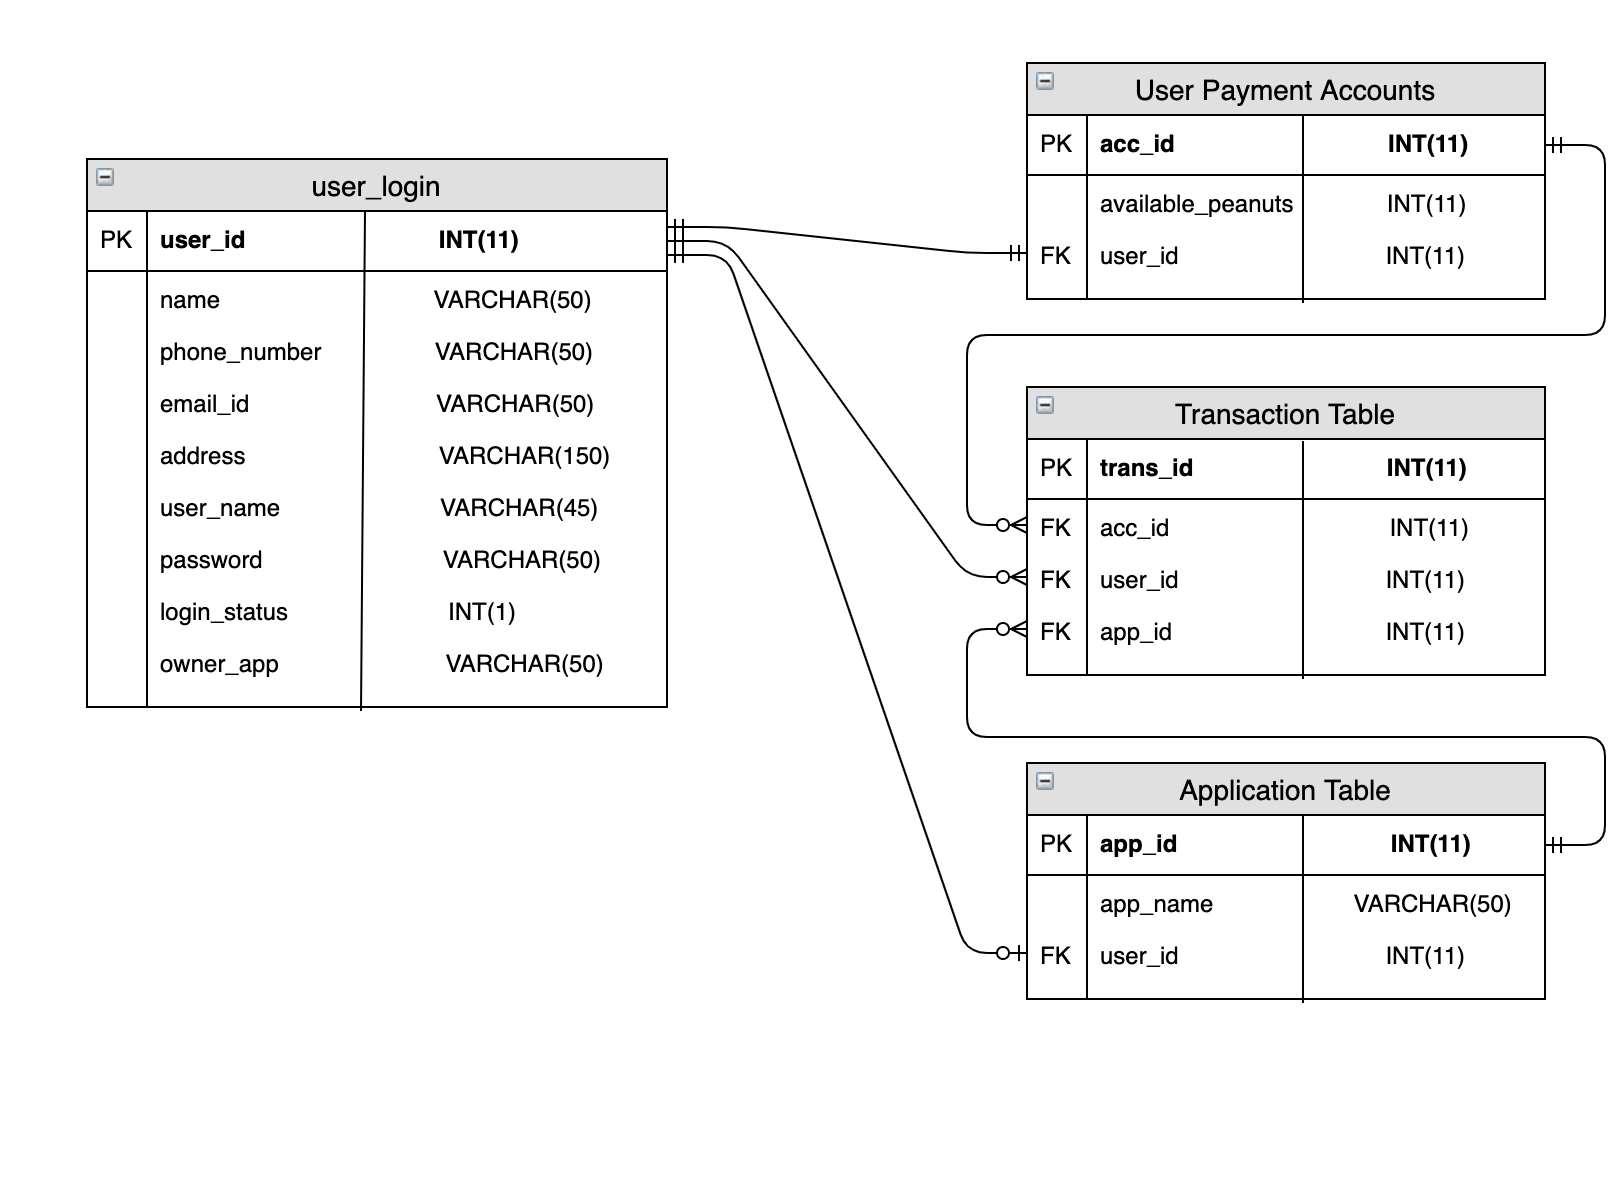 user_login
PK user_id INT(11)
name VARCHAR(50)
phone_number VARCHAR(50)
email_id VARCHAR(50)
address VARCHAR(150)
user_name VARCHAR(45)
password VARCHAR(50)
login_status INT(1)
owner_app VARCHAR(50)
User Payment Accounts
PK acc_id INT(11)
available_peanuts INT(11)
FK user_id INT(11)
Transaction Table
PK trans_id INT(11)
FK acc_id INT(11)
FK user_id INT(11)
FK app_id INT(11)
Application Table
PK app_id INT(11)
app_name VARCHAR(50)
FK user_id INT(11)